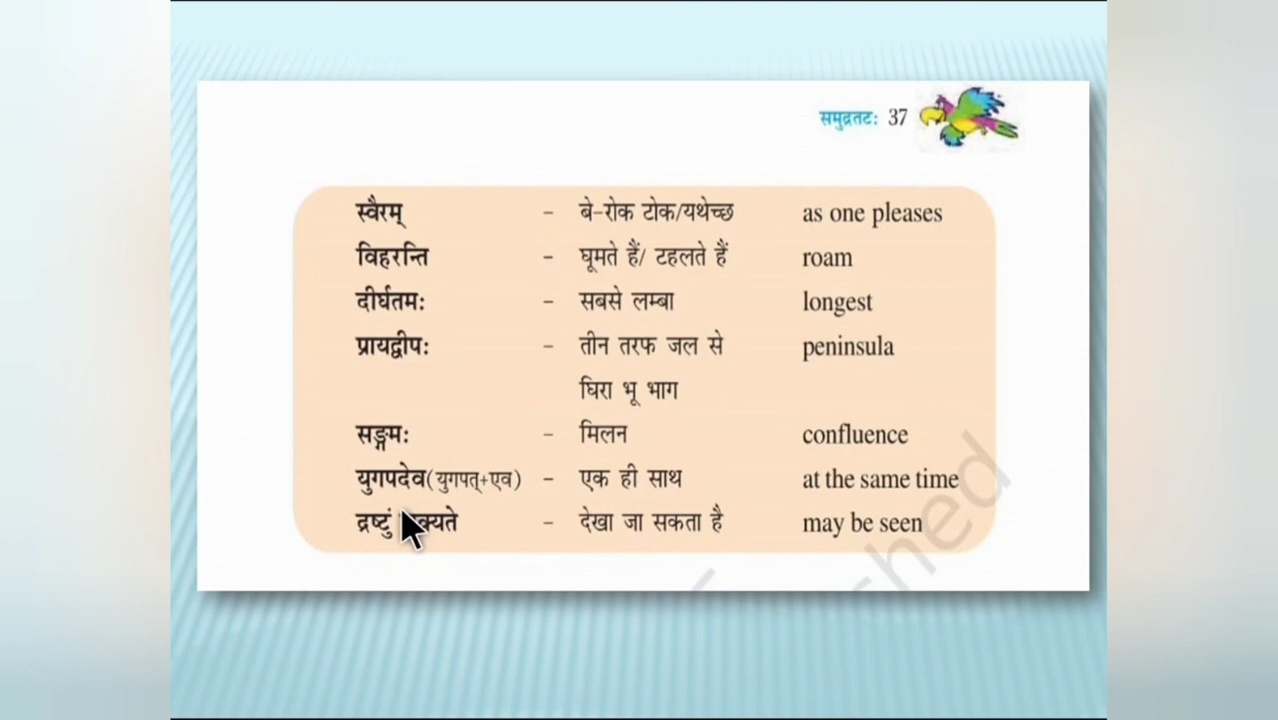 समुद्रतटः 37
स्वैरम् - बे-रोक टोक/यथेच्छ as one pleases
विहरन्ति - घूमते हैं/ टहलते हैं roam
दीर्घतमः - सबसे लम्बा longest
प्रायद्वीपः - तीन तरफ जल से peninsula
घिरा भू भाग
सङ्गमः - मिलन confluence
युगपदेव(युगपत्+एव) - एक ही साथ at the same time
द्रष्टुं - देखा जा सकता है may be seen